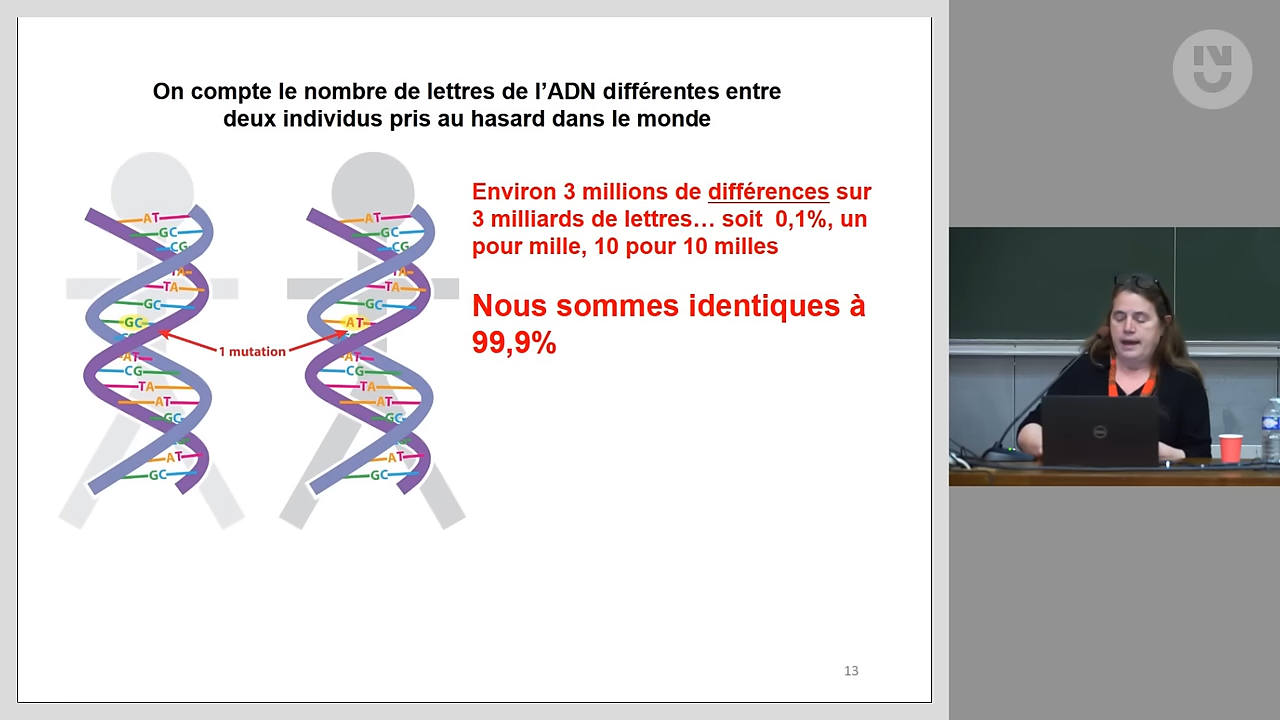 On compte le nombre de lettres de l'ADN différentes entre
deux individus pris au hasard dans le monde
Environ 3 millions de différences sur
3 milliards de lettres… soit  0,1%, un
pour mille, 10 pour 10 milles
Nous sommes identiques à
99,9%
AT
GC
CG
TA
TA
GC
GC
AT
CG
TA
AT
GC
AT
GC
1 mutation
AT
GC
CG
TA
TA
GC
AT
AT
CG
TA
AT
GC
AT
GC
13